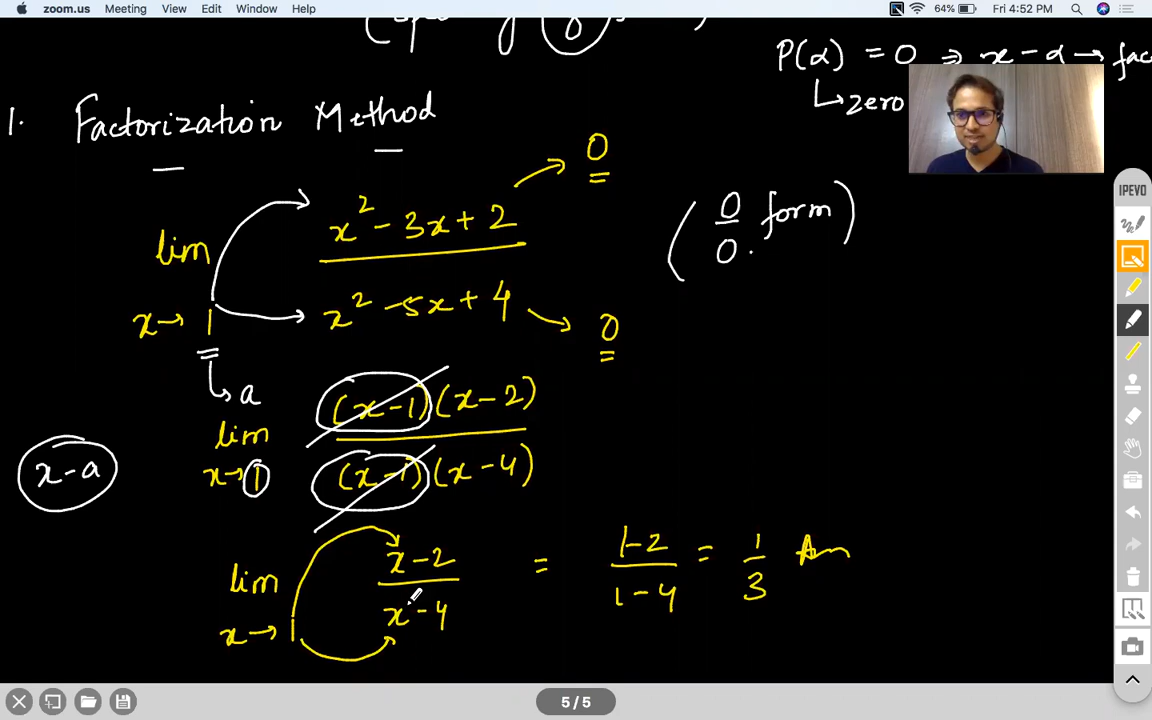 zoom.us Meeting View Edit Window Help 64% Fri 4:52 PM
P(α) = 0 ⇒ x - α → fac
↳ zero
IPEVO
1. Factorization Method
lim x→1 (x² - 3x + 2)/(x² - 5x + 4)
→ 0
→ 0
(0/0 form)
↳ a
x-a
lim x→1 (x-1)(x-2)/(x-1)(x-4)
lim x→1 (x-2)/(x-4) = (1-2)/(1-4) = 1/3 Ans
5/5